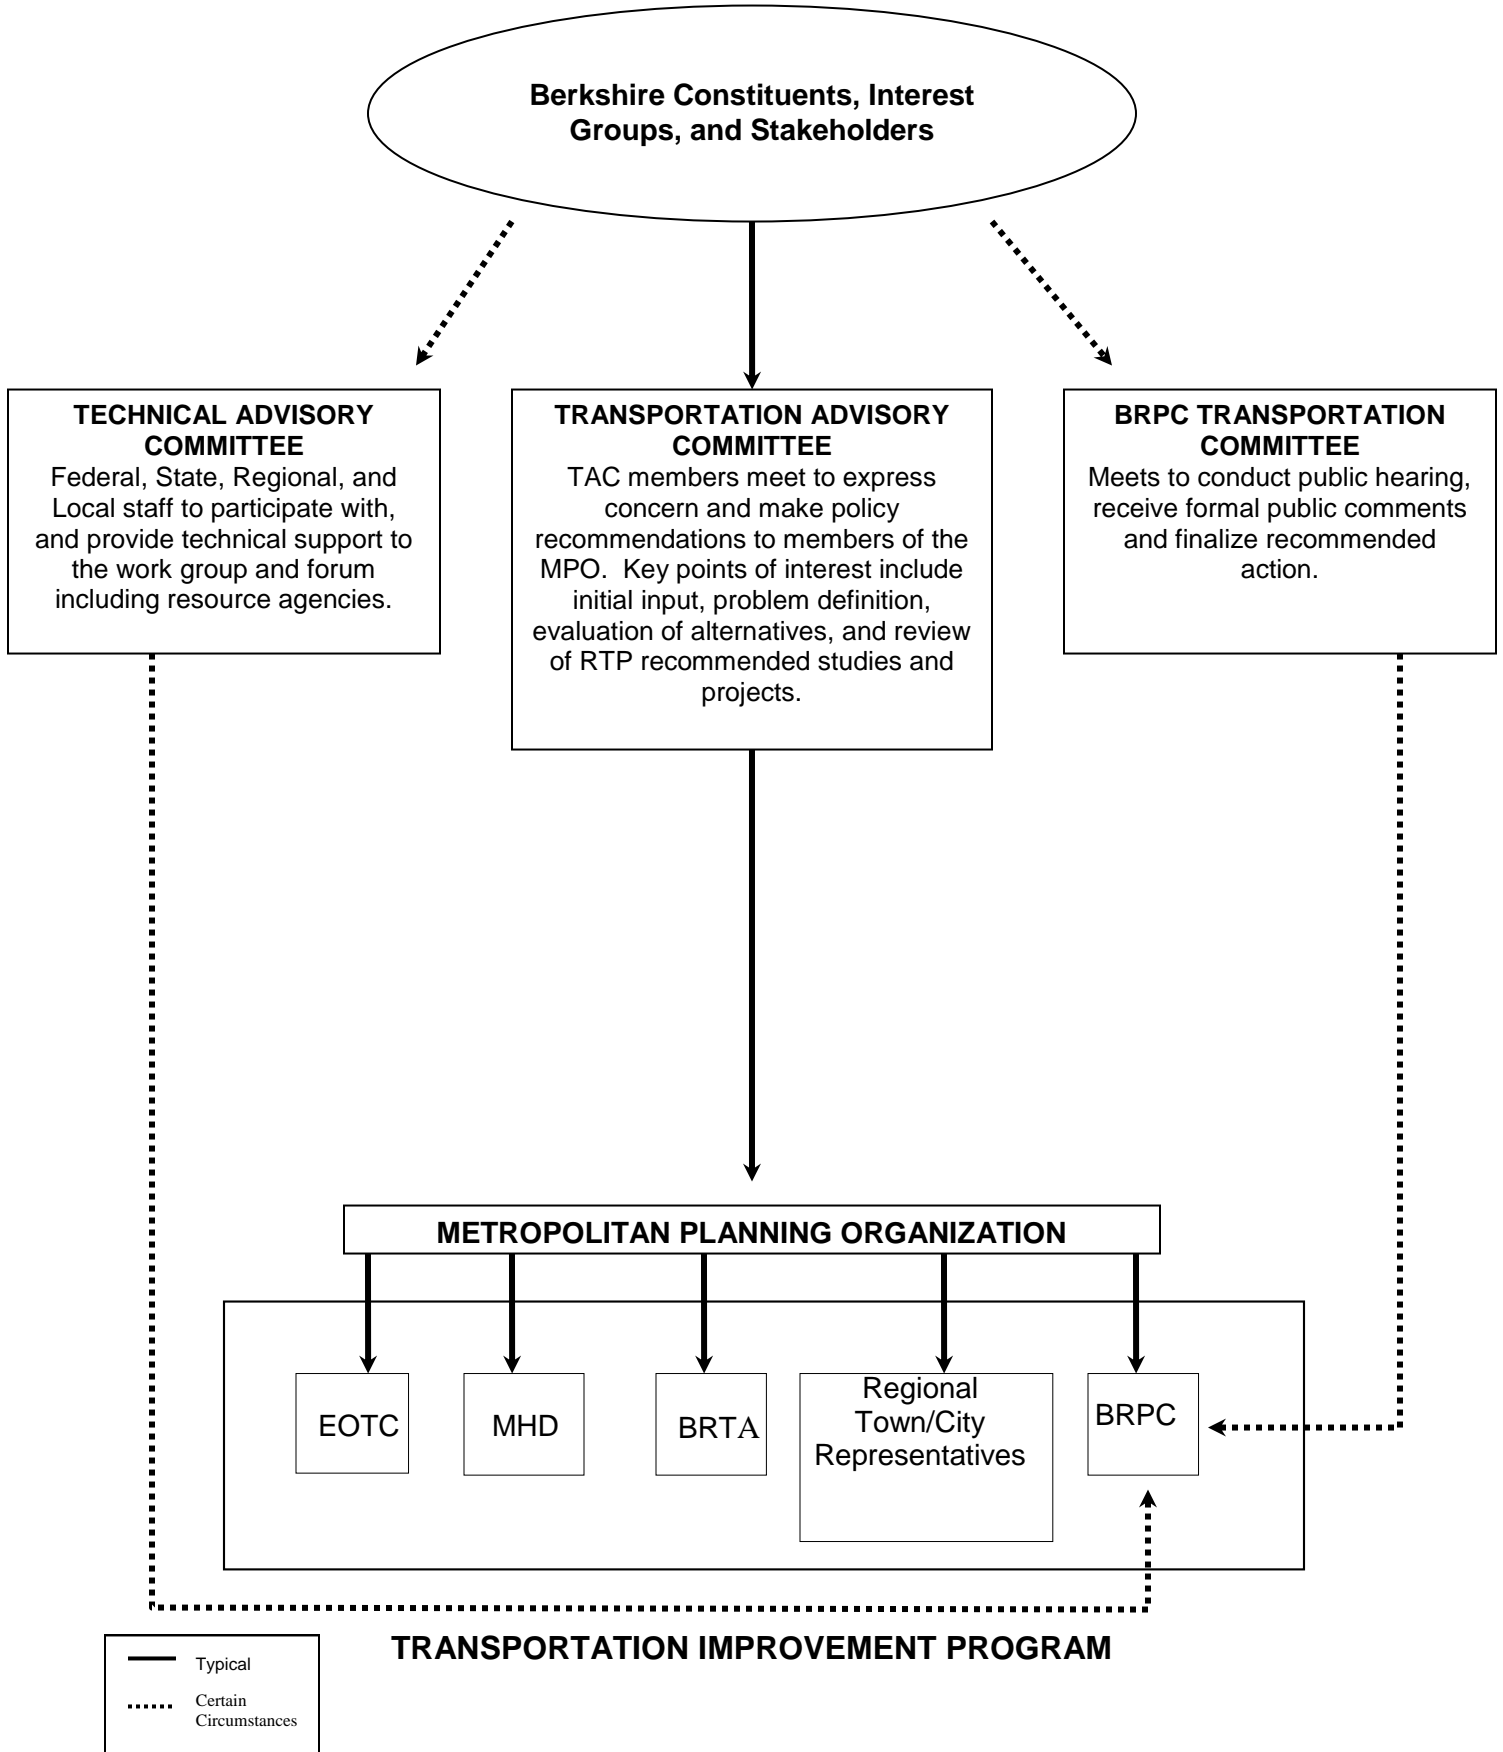 Berkshire Constituents, Interest
Groups, and Stakeholders
TECHNICAL ADVISORY
COMMITTEE
Federal, State, Regional, and
Local staff to participate with,
and provide technical support to
the work group and forum
including resource agencies.
TRANSPORTATION ADVISORY
COMMITTEE
TAC members meet to express
concern and make policy
recommendations to members of the
MPO.  Key points of interest include
initial input, problem definition,
evaluation of alternatives, and review
of RTP recommended studies and
projects.
BRPC TRANSPORTATION
COMMITTEE
Meets to conduct public hearing,
receive formal public comments
and finalize recommended
action.
METROPOLITAN PLANNING ORGANIZATION
EOTC
MHD
BRTA
Regional
Town/City
Representatives
BRPC
TRANSPORTATION IMPROVEMENT PROGRAM
Typical
Certain
Circumstances